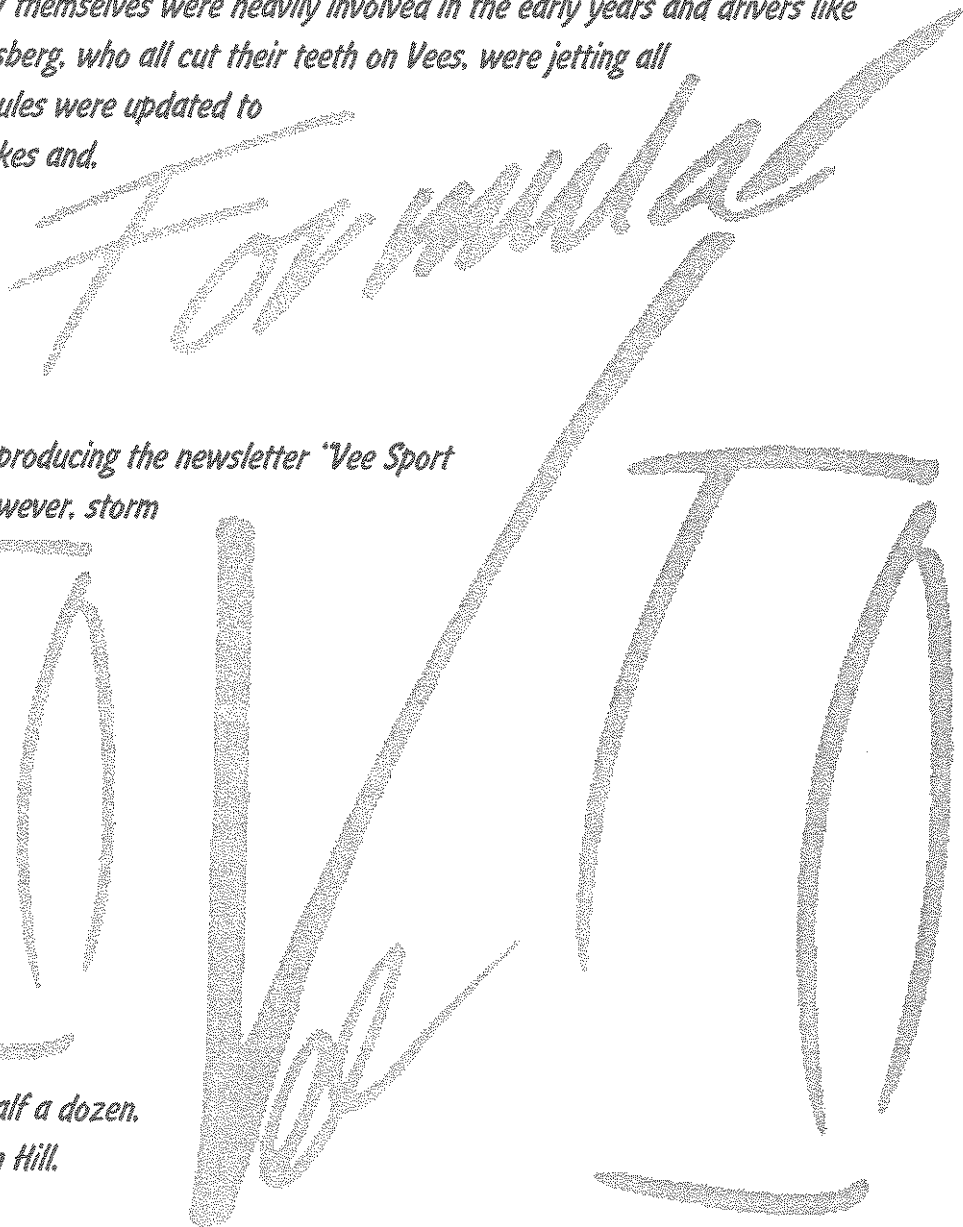 themselves were heavily involved in the early years and drivers like
sberg, who all cut their teeth on Vees, were jetting all
ules were updated to
kes and,
Formula
producing the newsletter "Vee Sport
wever, storm
Vee
alf a dozen,
Hill.